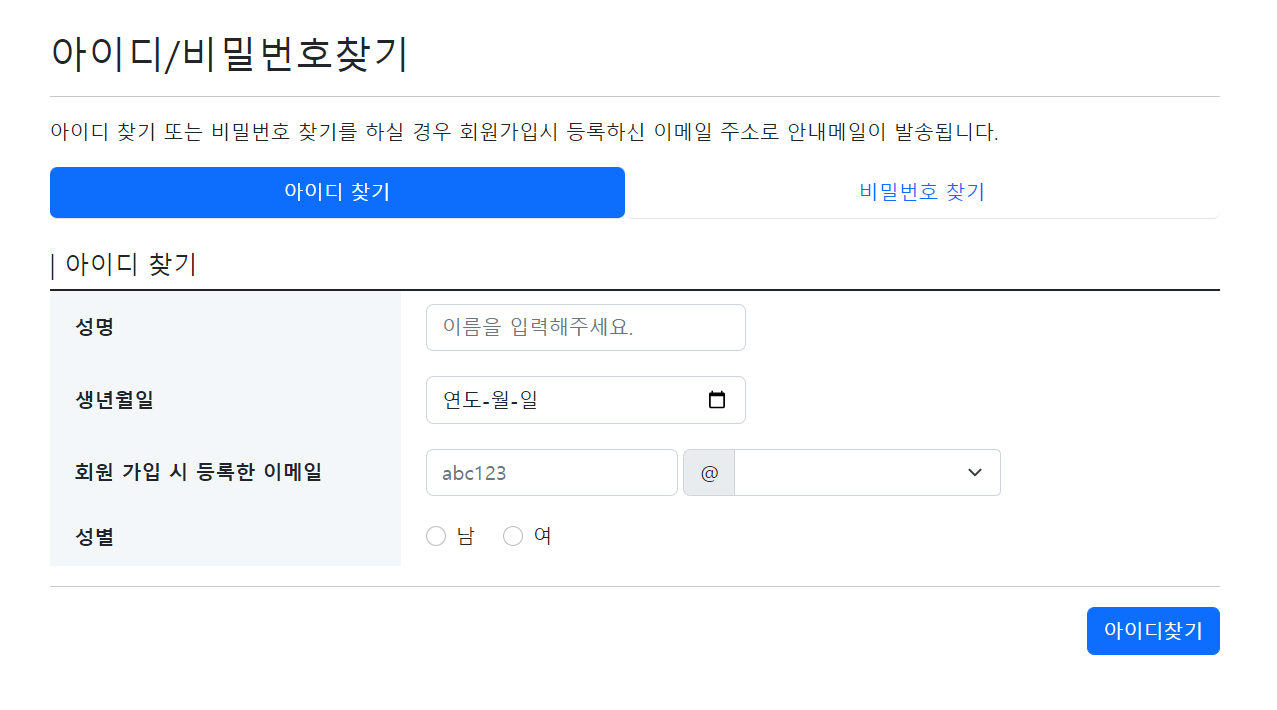 아이디/비밀번호찾기
아이디 찾기 또는 비밀번호 찾기를 하실 경우 회원가입시 등록하신 이메일 주소로 안내메일이 발송됩니다.
아이디 찾기 비밀번호 찾기
| 아이디 찾기
성명 이름을 입력해주세요.
생년월일 연도-월-일
회원 가입 시 등록한 이메일 abc123 @
성별 남 여
아이디찾기